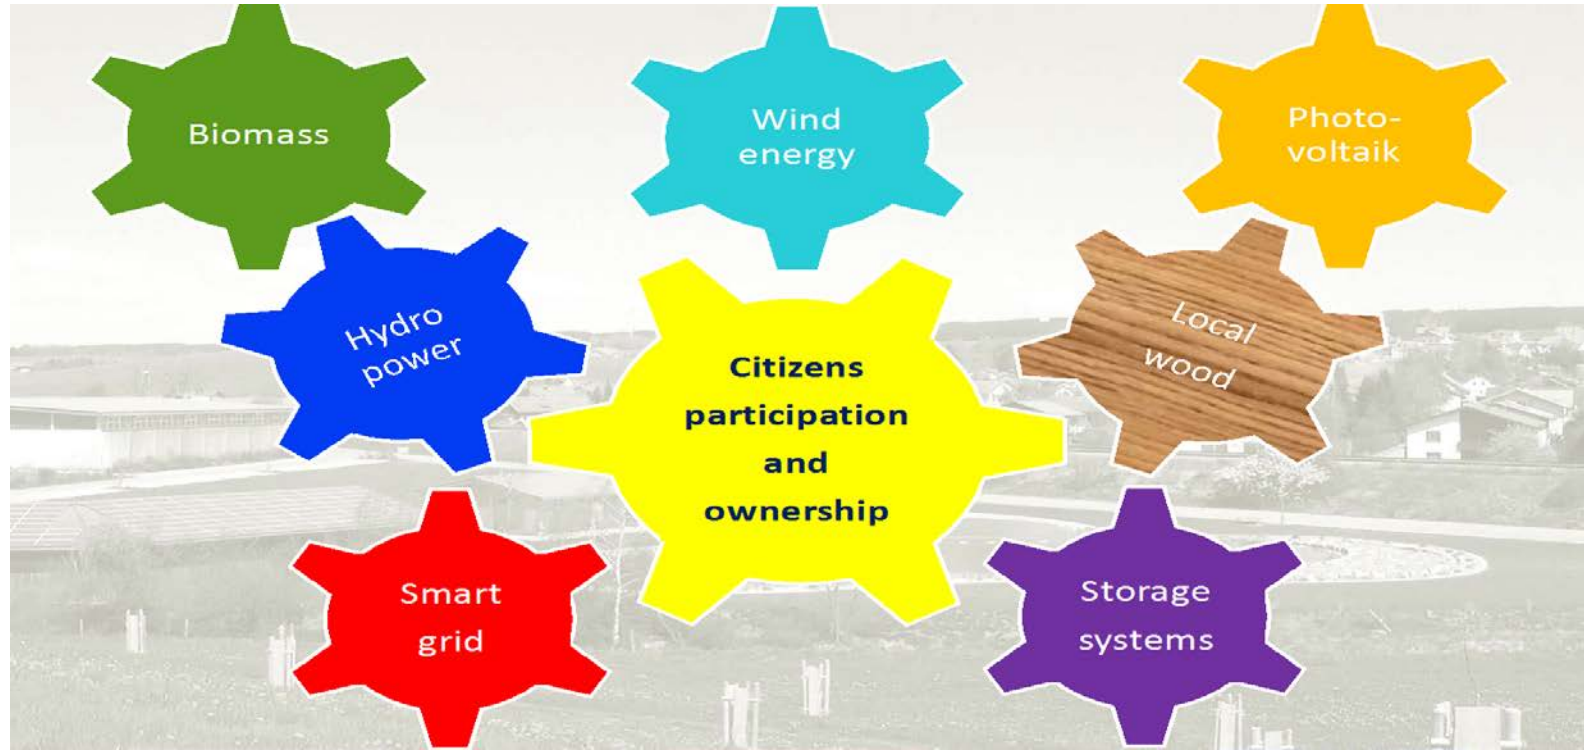 Biomass
Wind
energy
Photo-
voltaik
Hydro
power
Citizens
participation
and
ownership
Local
wood
Smart
grid
Storage
systems